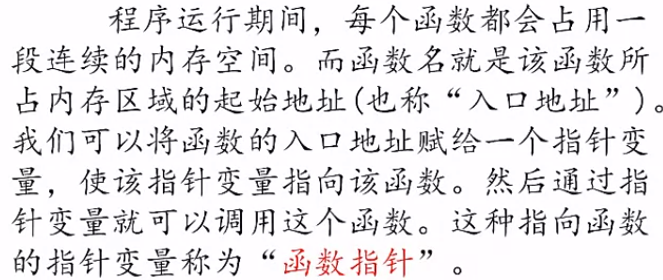 程序运行期间，每个函数都会占用一
段连续的内存空间。而函数名就是该函数所
占内存区域的起始地址(也称“入口地址”)。
我们可以将函数的入口地址赋给一个指针变
量，使该指针变量指向该函数。然后通过指
针变量就可以调用这个函数。这种指向函数
的指针变量称为“函数指针”。